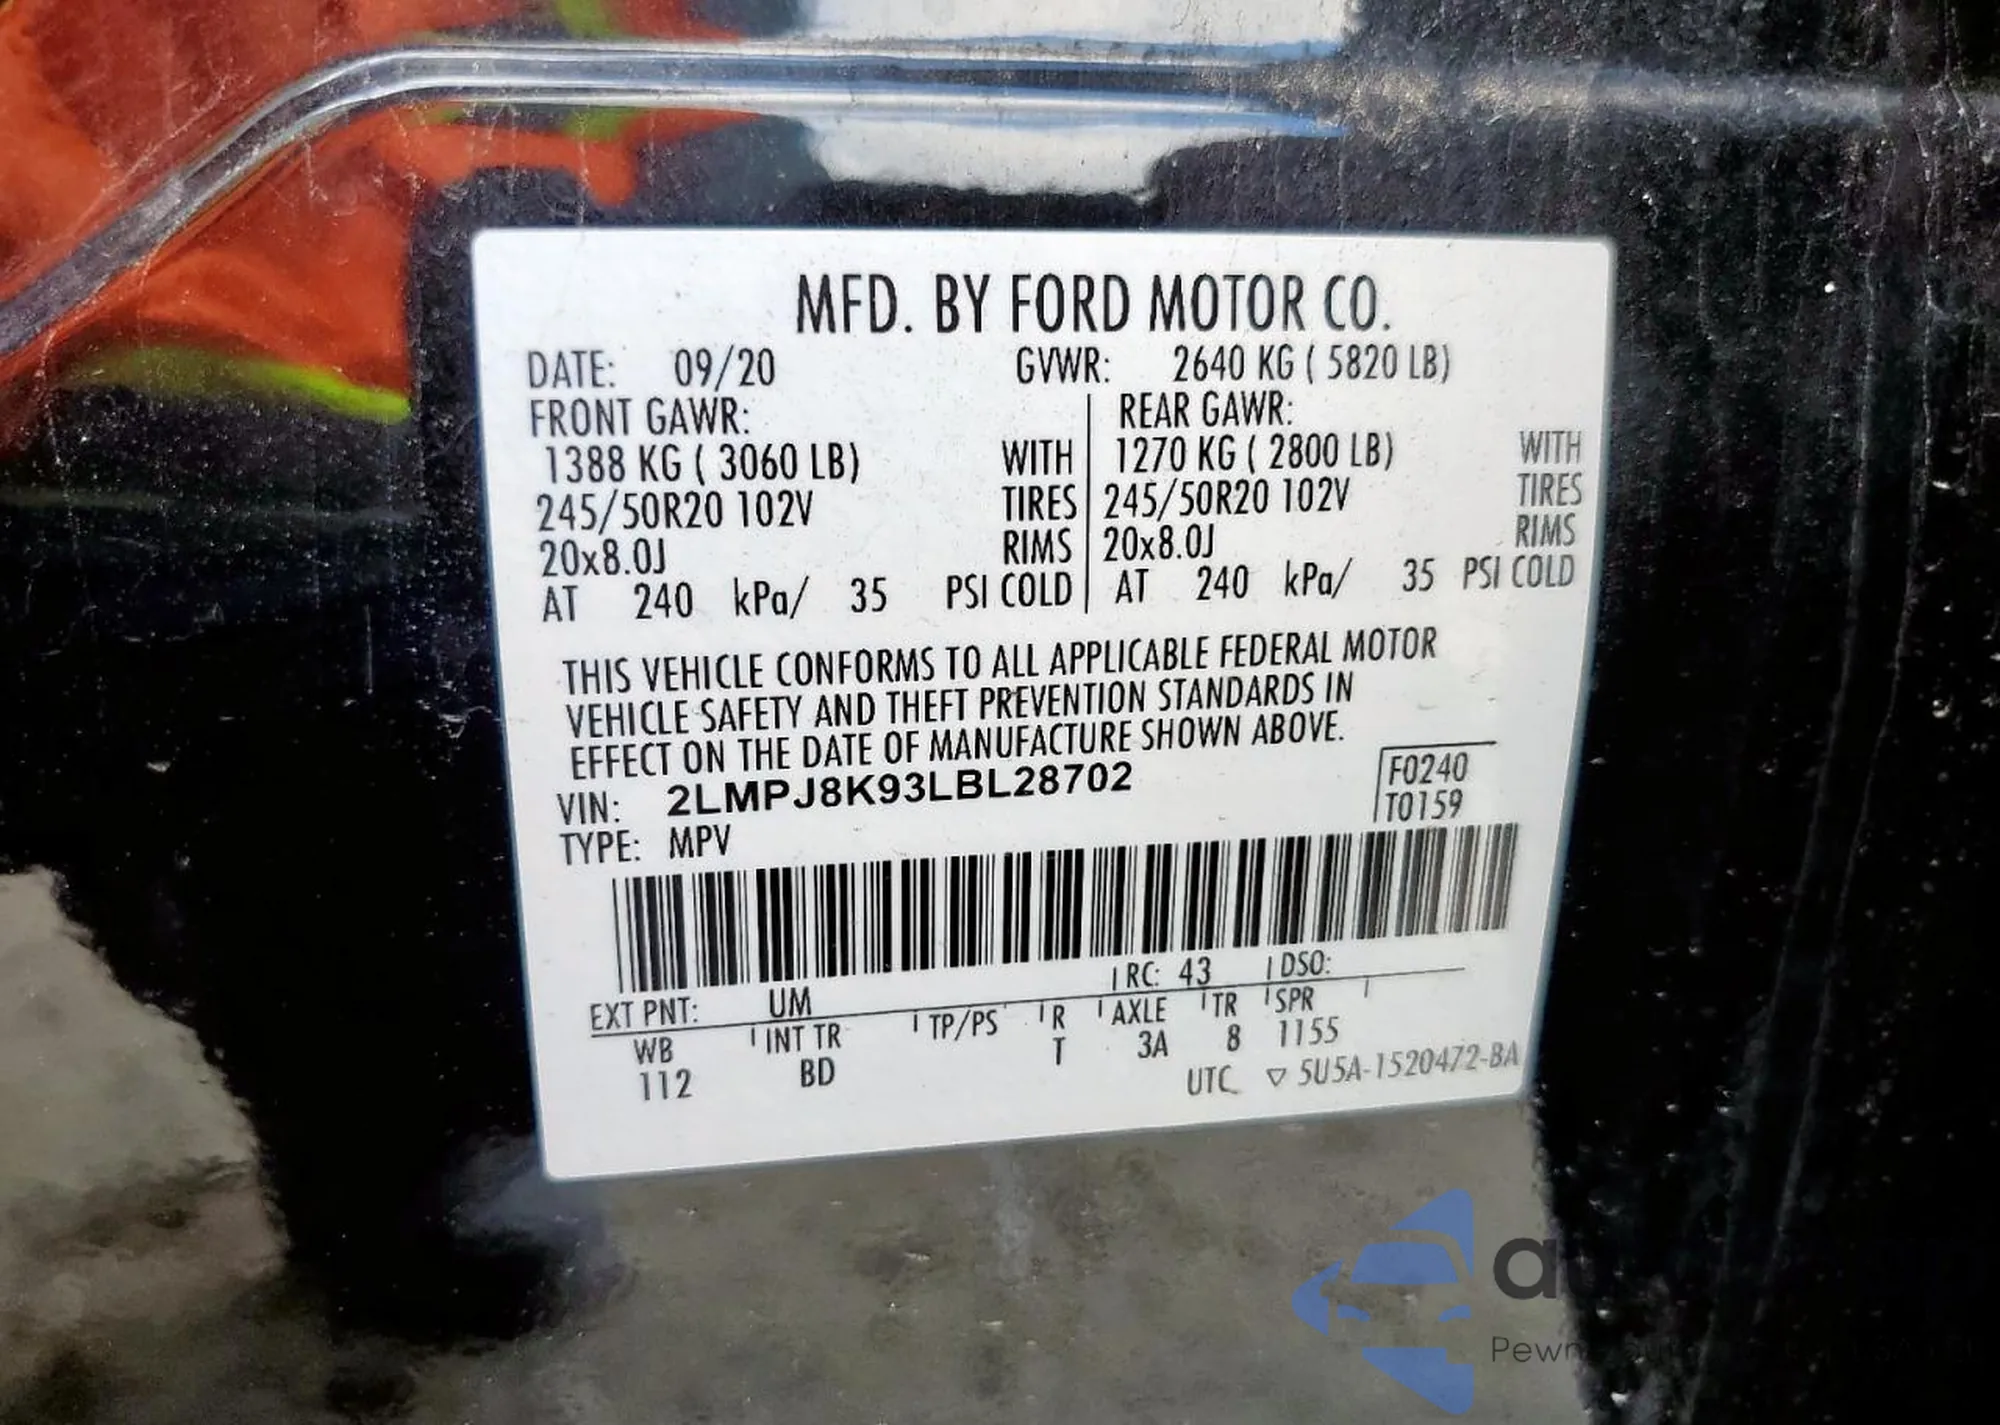 MFD. BY FORD MOTOR CO.
DATE: 09/20 GVWR: 2640 KG ( 5820 LB)
FRONT GAWR: REAR GAWR:
1388 KG ( 3060 LB) WITH 1270 KG ( 2800 LB) WITH
245/50R20 102V TIRES 245/50R20 102V TIRES
20x8.0J RIMS 20x8.0J RIMS
AT 240 kPa/ 35 PSI COLD AT 240 kPa/ 35 PSI COLD
THIS VEHICLE CONFORMS TO ALL APPLICABLE FEDERAL MOTOR
VEHICLE SAFETY AND THEFT PREVENTION STANDARDS IN
EFFECT ON THE DATE OF MANUFACTURE SHOWN ABOVE.
VIN: 2LMPJ8K93LBL28702 F0240
TYPE: MPV T0159
EXT PNT: UM RC: 43 DSO:
WB INT TR TP/PS R AXLE TR SPR
112 BD T 3A 8 1155
UTC ▽ 5U5A-1520472-BA